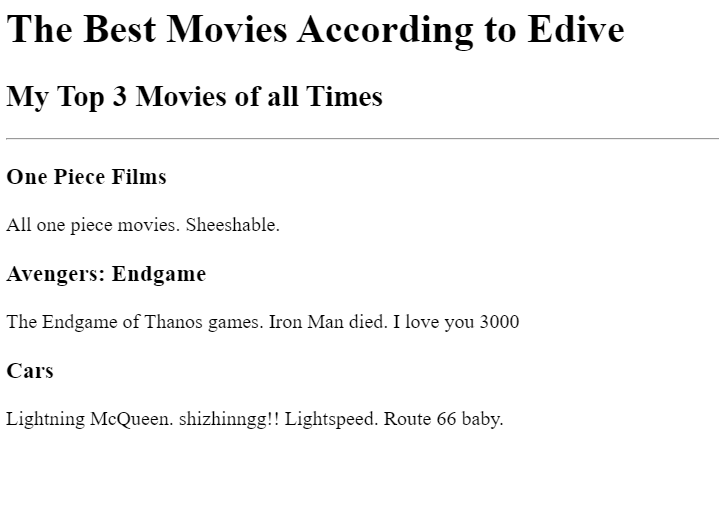 The Best Movies According to Edive
My Top 3 Movies of all Times
One Piece Films
All one piece movies. Sheeshable.
Avengers: Endgame
The Endgame of Thanos games. Iron Man died. I love you 3000
Cars
Lightning McQueen. shizhinngg!! Lightspeed. Route 66 baby.